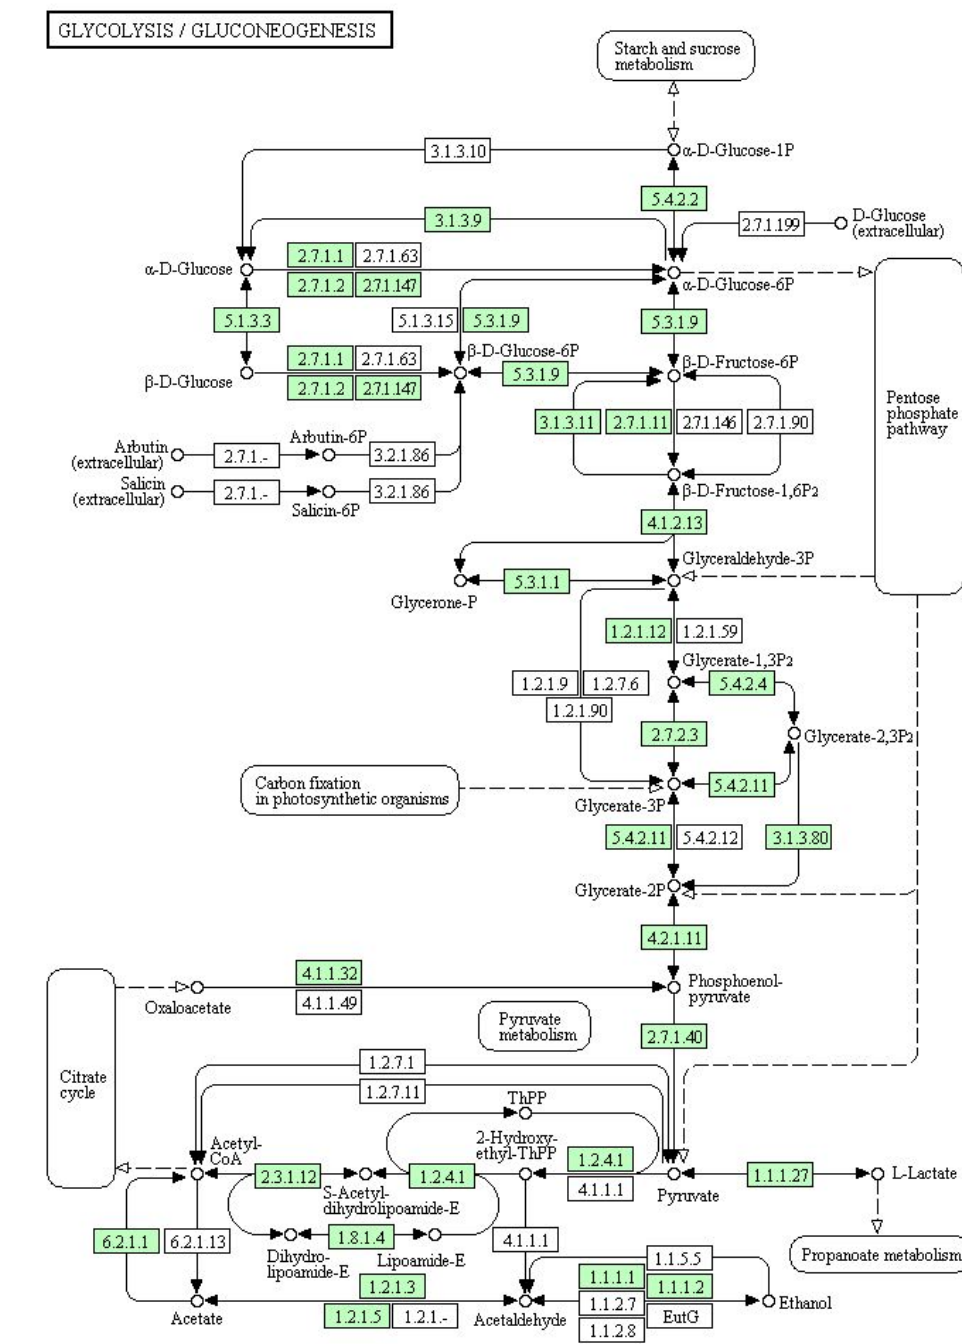 GLYCOLYSIS / GLUCONEOGENESIS
Starch and sucrose
metabolism
3.1.3.10
α-D-Glucose-1P
5.4.2.2
3.1.3.9
2.7.1.199
D-Glucose
(extracellular)
2.7.1.1
2.7.1.63
α-D-Glucose
2.7.1.2
2.7.1.147
α-D-Glucose-6P
5.1.3.3
5.1.3.15
5.3.1.9
5.3.1.9
2.7.1.1
2.7.1.63
β-D-Glucose-6P
β-D-Fructose-6P
β-D-Glucose
2.7.1.2
2.7.1.147
5.3.1.9
Pentose
phosphate
pathway
3.1.3.11
2.7.1.11
2.7.1.146
2.7.1.90
Arbutin
(extracellular)
2.7.1.-
Arbutin-6P
3.2.1.86
Salicin
(extracellular)
2.7.1.-
Salicin-6P
3.2.1.86
β-D-Fructose-1,6P2
4.1.2.13
Glyceraldehyde-3P
5.3.1.1
Glycerone-P
1.2.1.12
1.2.1.59
Glycerate-1,3P2
1.2.1.9
1.2.7.6
5.4.2.4
1.2.1.90
2.7.2.3
Glycerate-2,3P2
Carbon fixation
in photosynthetic organisms
5.4.2.11
Glycerate-3P
5.4.2.11
5.4.2.12
3.1.3.80
Glycerate-2P
4.2.1.11
4.1.1.32
Oxaloacetate
4.1.1.49
Phosphoenol-
pyruvate
Pyruvate
metabolism
2.7.1.40
Citrate
cycle
1.2.7.1
1.2.7.11
ThPP
Acetyl-
CoA
2-Hydroxy-
ethyl-ThPP
2.3.1.12
1.2.4.1
1.2.4.1
4.1.1.1
Pyruvate
1.1.1.27
L-Lactate
S-Acetyl-
dihydrolipoamide-E
6.2.1.1
6.2.1.13
1.8.1.4
4.1.1.1
Dihydro-
lipoamide-E
Lipoamide-E
Propanoate metabolism
1.1.5.5
1.2.1.3
1.1.1.1
1.1.1.2
Acetate
1.2.1.5
1.2.1.-
Acetaldehyde
1.1.2.7
EutG
Ethanol
1.1.2.8